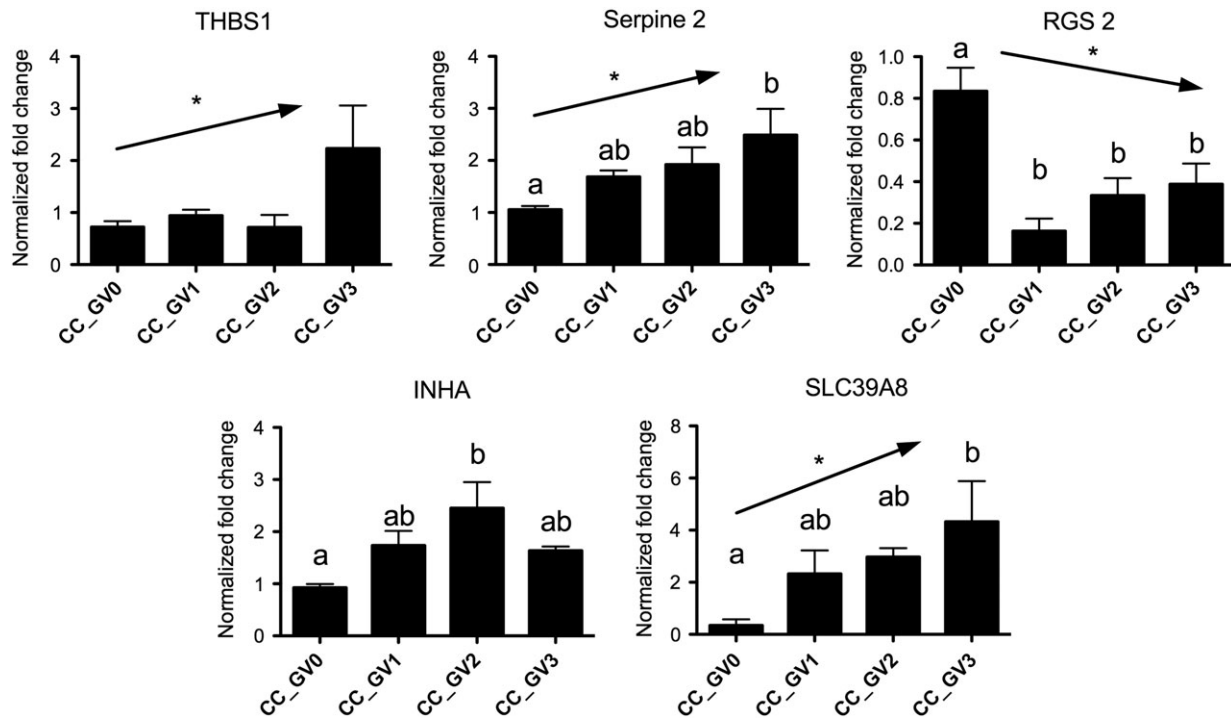 THBS1
Normalized fold change
4
3
2
1
0
*
CC_GV0
CC_GV1
CC_GV2
CC_GV3
Serpine 2
Normalized fold change
4
3
2
1
0
*
a
ab
ab
b
CC_GV0
CC_GV1
CC_GV2
CC_GV3
RGS 2
Normalized fold change
1.0
0.8
0.6
0.4
0.2
0.0
*
a
b
b
b
CC_GV0
CC_GV1
CC_GV2
CC_GV3
INHA
Normalized fold change
4
3
2
1
0
a
ab
b
ab
CC_GV0
CC_GV1
CC_GV2
CC_GV3
SLC39A8
Normalized fold change
8
6
4
2
0
*
a
ab
ab
b
CC_GV0
CC_GV1
CC_GV2
CC_GV3